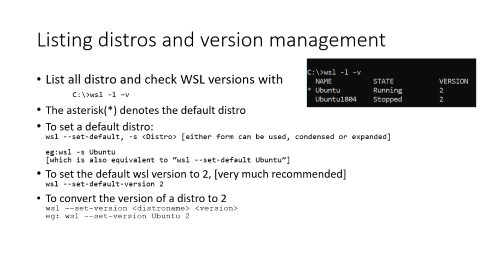 Listing distros and version management
• List all distro and check WSL versions with
C:\>wsl -l -v
• The asterisk(*) denotes the default distro
• To set a default distro:
wsl --set-default, -s <Distro> [either form can be used, condensed or expanded]
eg:wsl -s Ubuntu
[which is also equivalent to "wsl --set-default Ubuntu"]
• To set the default wsl version to 2, [very much recommended]
wsl --set-default-version 2
• To convert the version of a distro to 2
wsl --set-version <distroname> <version>
eg: wsl --set-version Ubuntu 2
C:\>wsl -l -v
NAME STATE VERSION
* Ubuntu Running 2
Ubuntu1804 Stopped 2